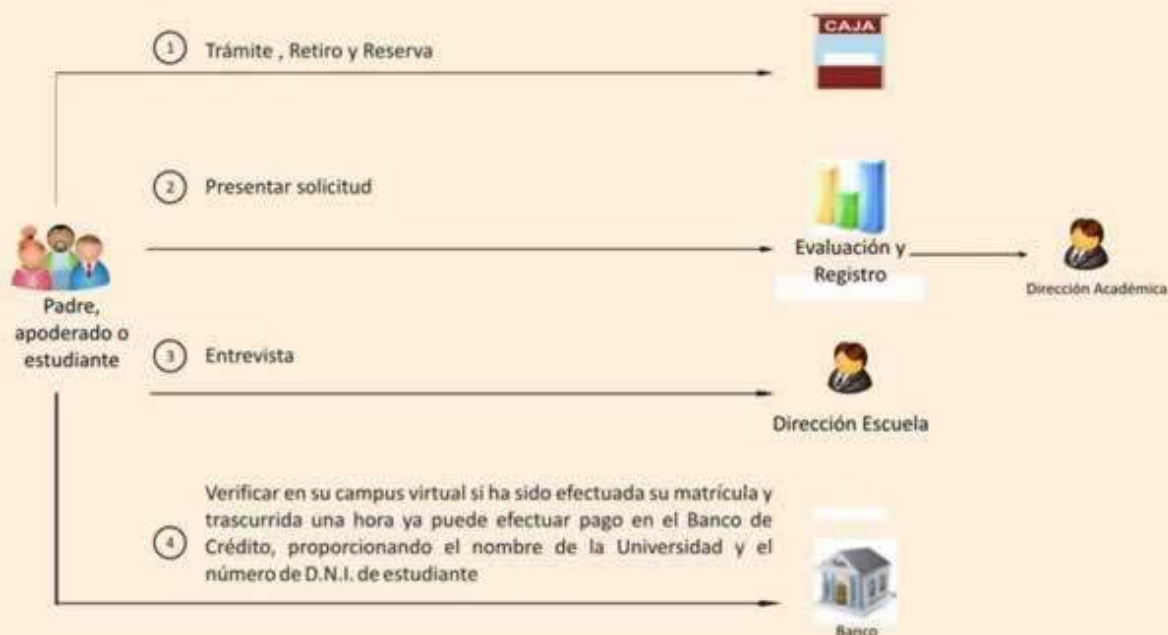 CAJA
1 Trámite , Retiro y Reserva
2 Presentar solicitud
Evaluación y
Registro
Dirección Académica
Padre,
apoderado o
estudiante
3 Entrevista
Dirección Escuela
Verificar en su campus virtual si ha sido efectuada su matrícula y
trascurrida una hora ya puede efectuar pago en el Banco de
4 Crédito, proporcionando el nombre de la Universidad y el
número de D.N.I. de estudiante
Banco